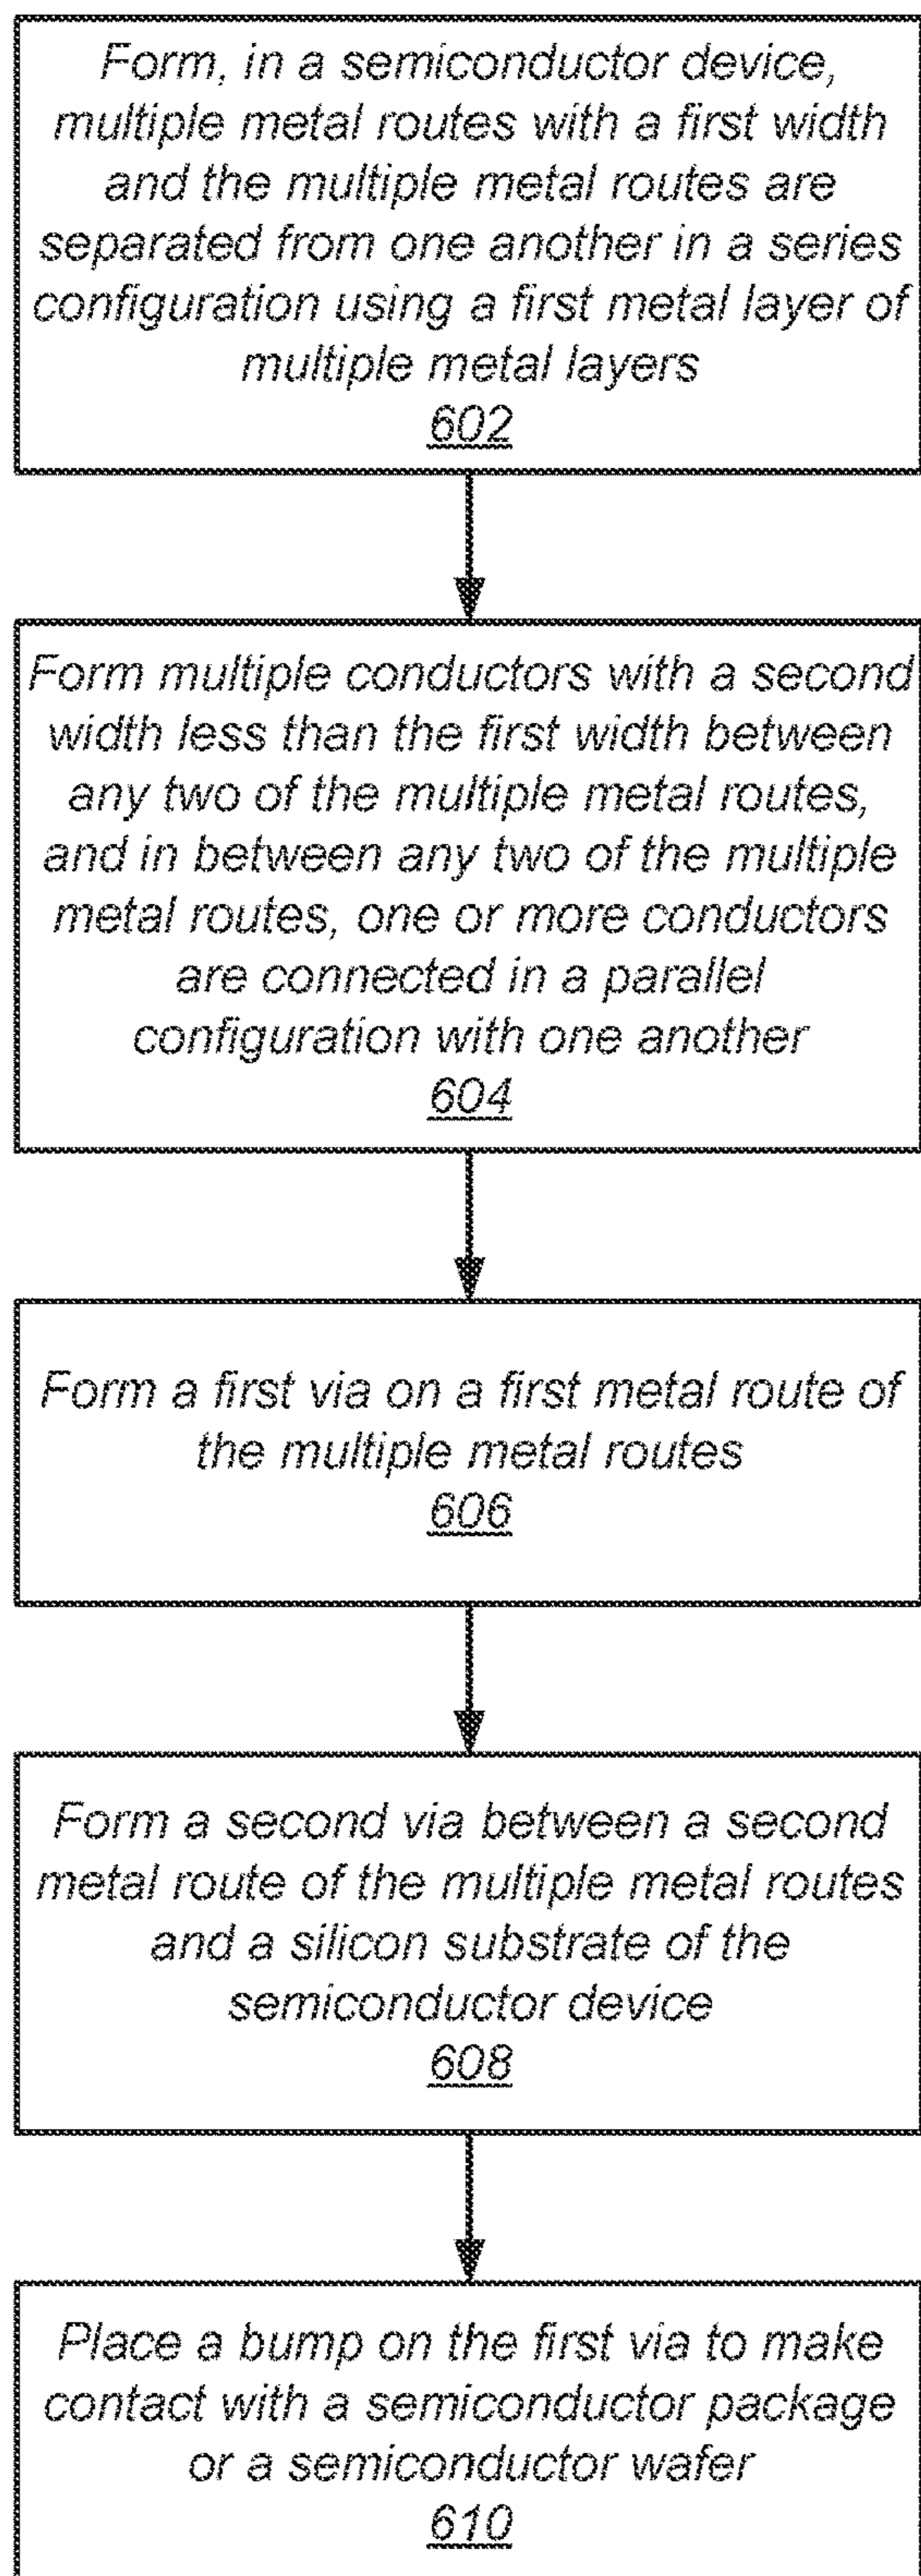 Form, in a semiconductor device,
multiple metal routes with a first width
and the multiple metal routes are
separated from one another in a series
configuration using a first metal layer of
multiple metal layers
602
Form multiple conductors with a second
width less than the first width between
any two of the multiple metal routes,
and in between any two of the multiple
metal routes, one or more conductors
are connected in a parallel
configuration with one another
604
Form a first via on a first metal route of
the multiple metal routes
606
Form a second via between a second
metal route of the multiple metal routes
and a silicon substrate of the
semiconductor device
608
Place a bump on the first via to make
contact with a semiconductor package
or a semiconductor wafer
610